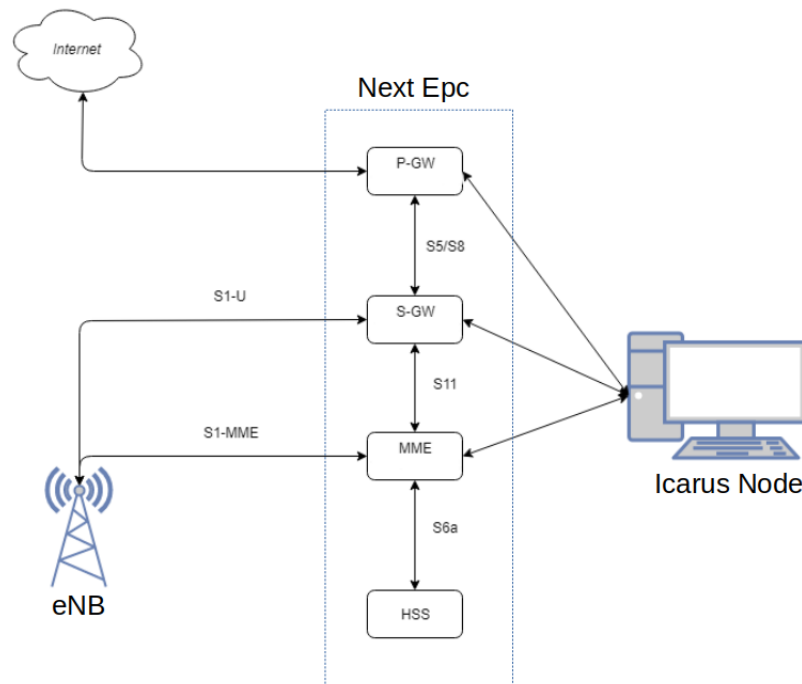 Internet
Next Epc
P-GW
S5/S8
S1-U
S-GW
S11
S1-MME
MME
Icarus Node
S6a
eNB
HSS